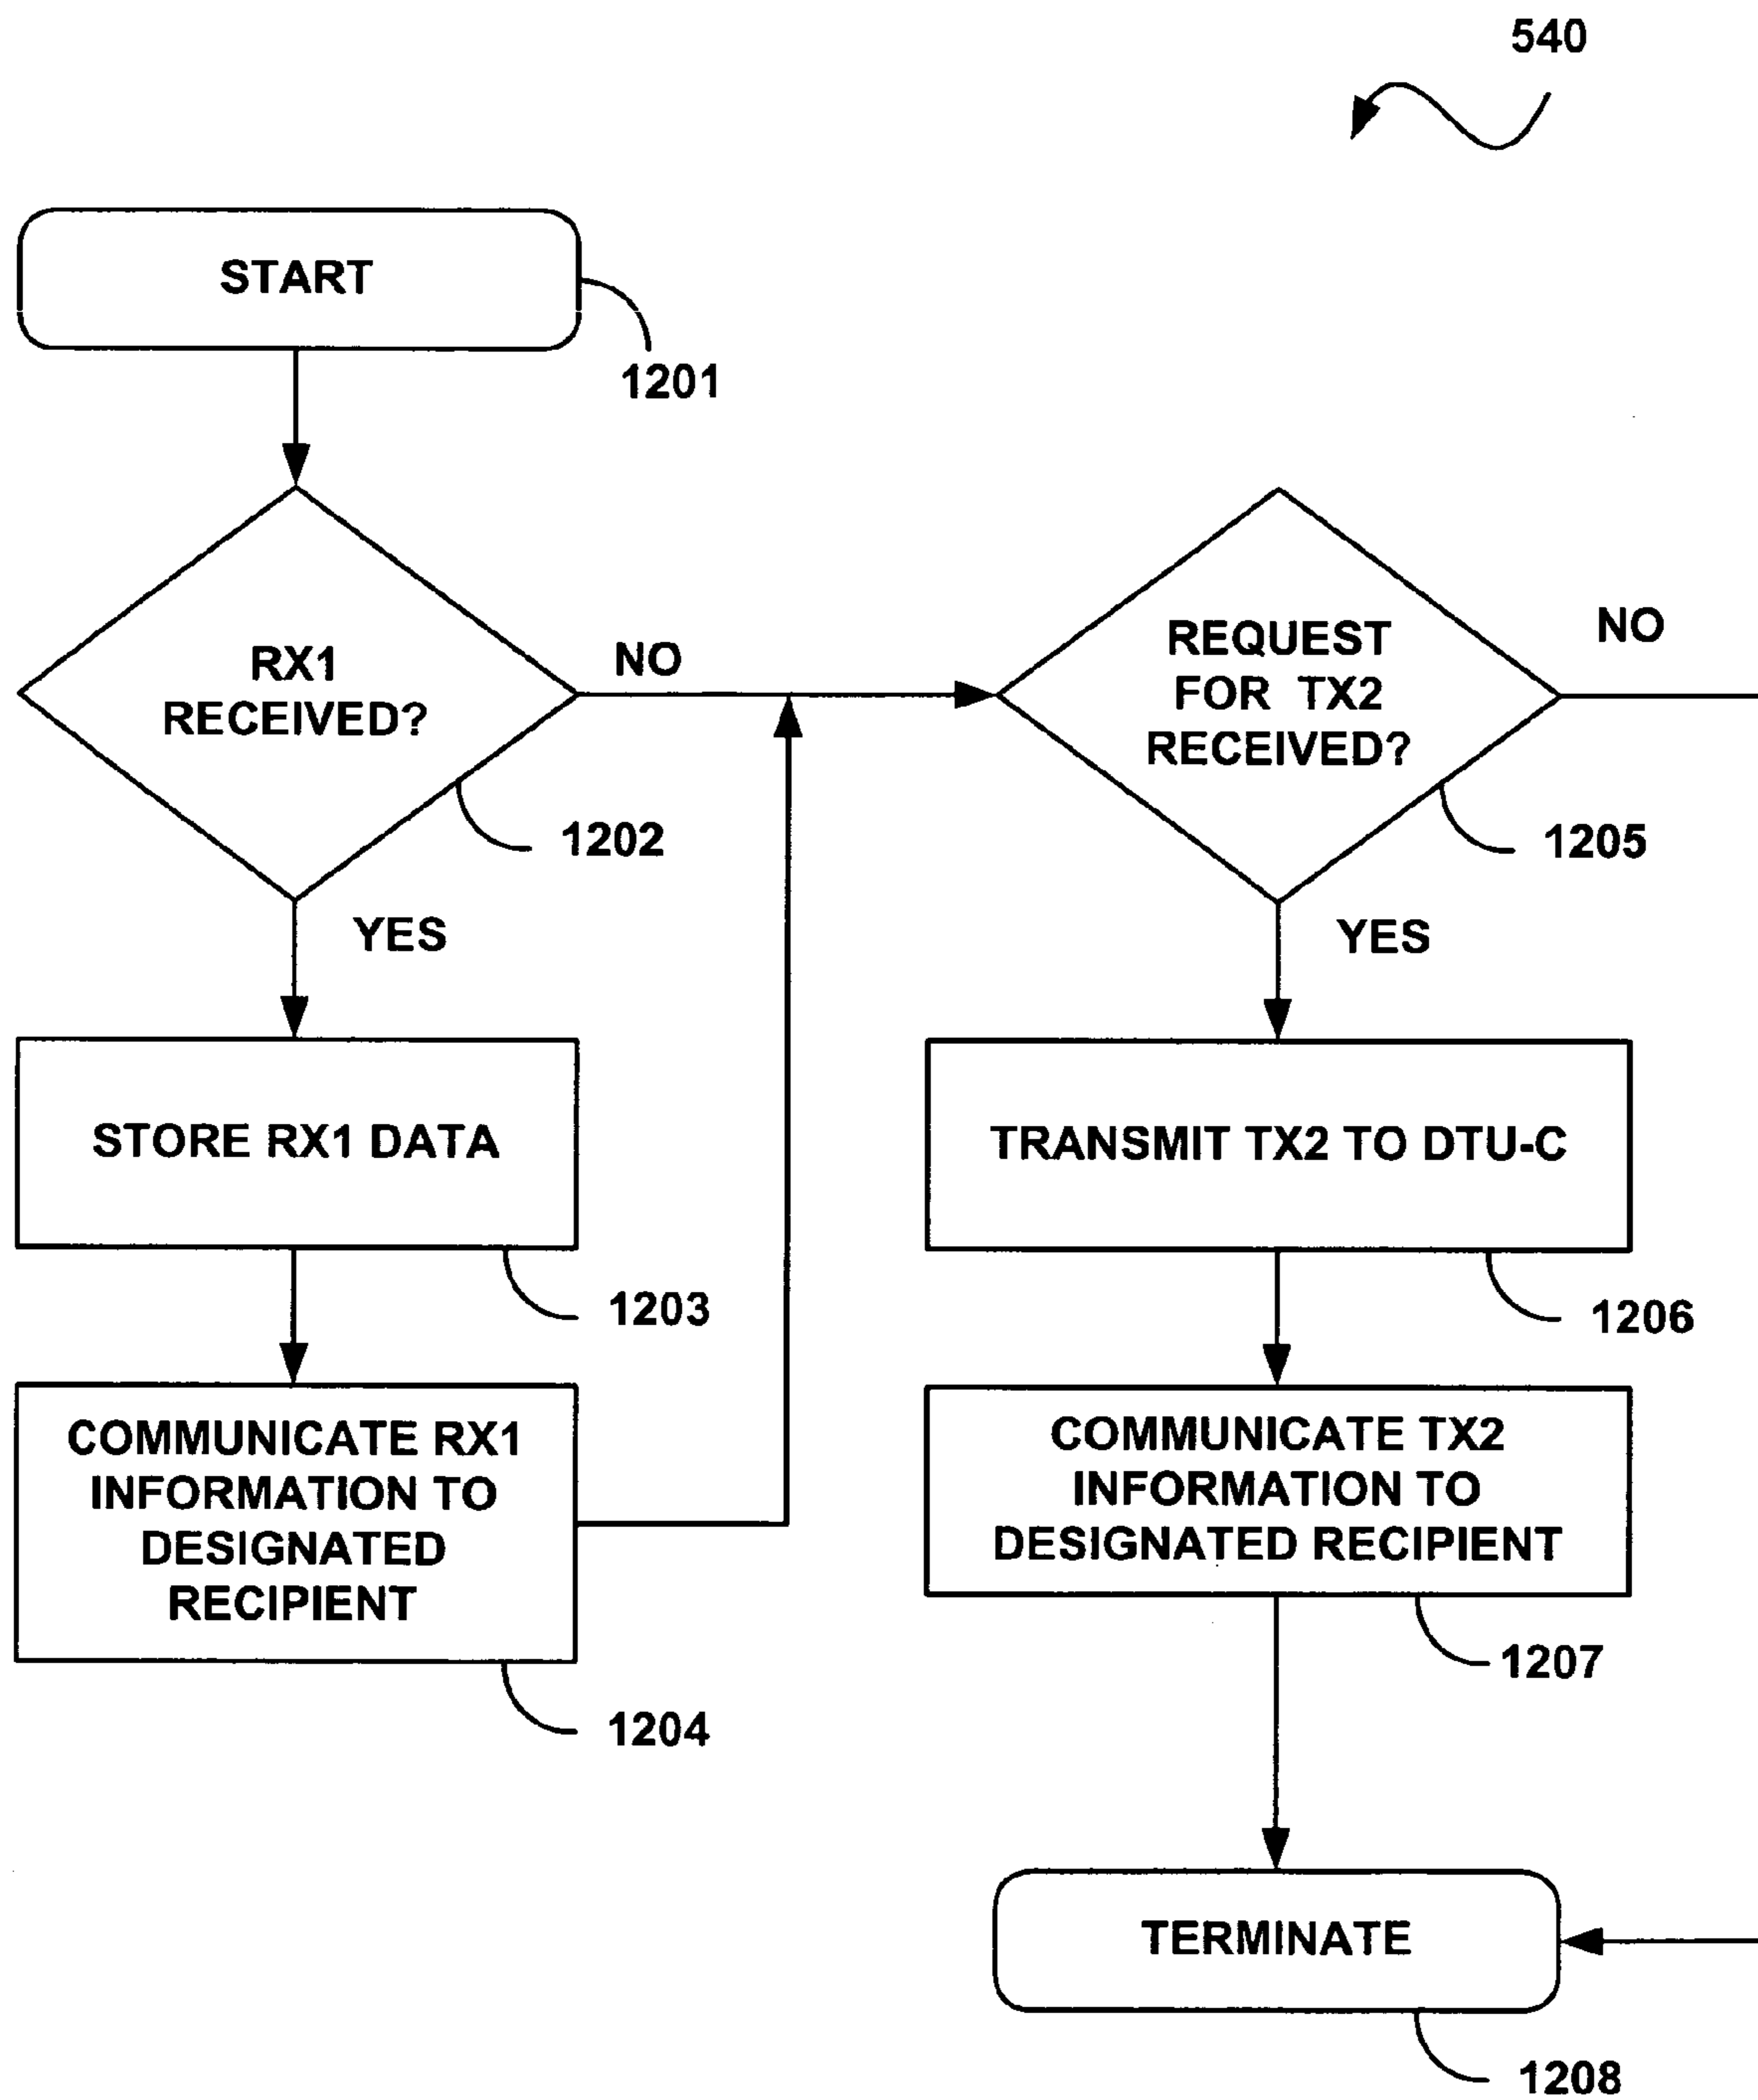 540
START
1201
RX1
RECEIVED?
NO
1202
YES
STORE RX1 DATA
1203
COMMUNICATE RX1
INFORMATION TO
DESIGNATED
RECIPIENT
1204
REQUEST
FOR TX2
RECEIVED?
NO
1205
YES
TRANSMIT TX2 TO DTU-C
1206
COMMUNICATE TX2
INFORMATION TO
DESIGNATED RECIPIENT
1207
TERMINATE
1208